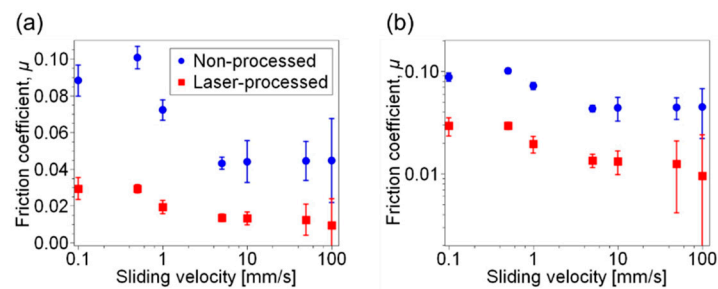 (a)
Friction coefficient, μ
0.10
0.08
0.06
0.04
0.02
0.00
Non-processed
Laser-processed
0.1 1 10 100
Sliding velocity [mm/s]
(b)
Friction coefficient, μ
0.10
0.01
0.1 1 10 100
Sliding velocity [mm/s]